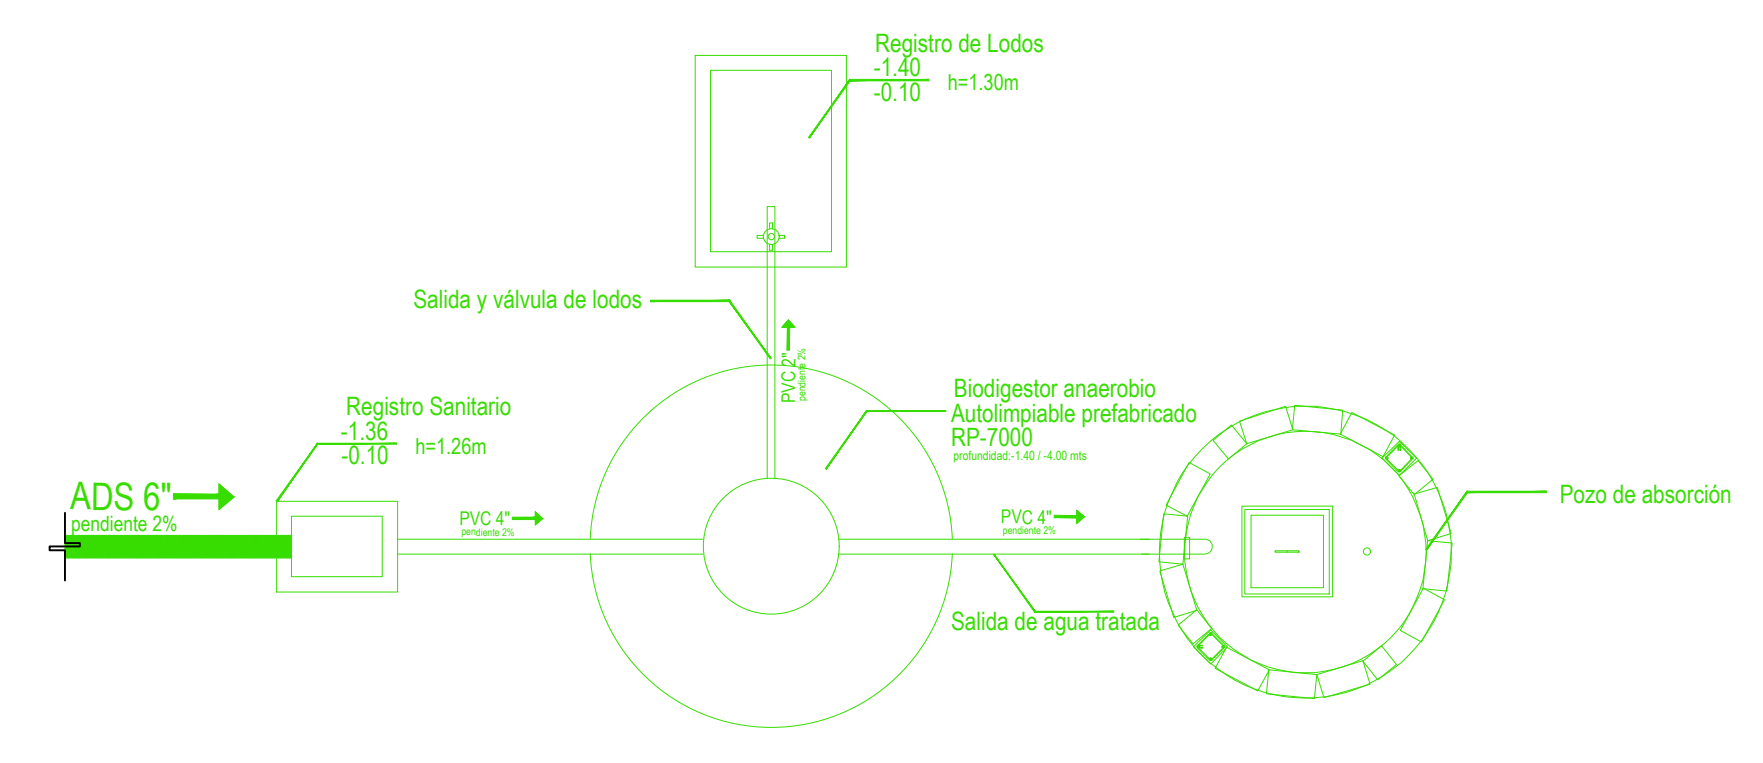 Registro de Lodos
-1.40
-0.10
h=1.30m
Salida y válvula de lodos
PVC 2"
pendiente 2%
Biodigestor anaerobio
Autolimpiable prefabricado
RP-7000
profundidad:-1.40 / -4.00 mts
Registro Sanitario
-1.36
-0.10
h=1.26m
ADS 6"
pendiente 2%
PVC 4"
pendiente 2%
PVC 4"
pendiente 2%
Pozo de absorción
Salida de agua tratada